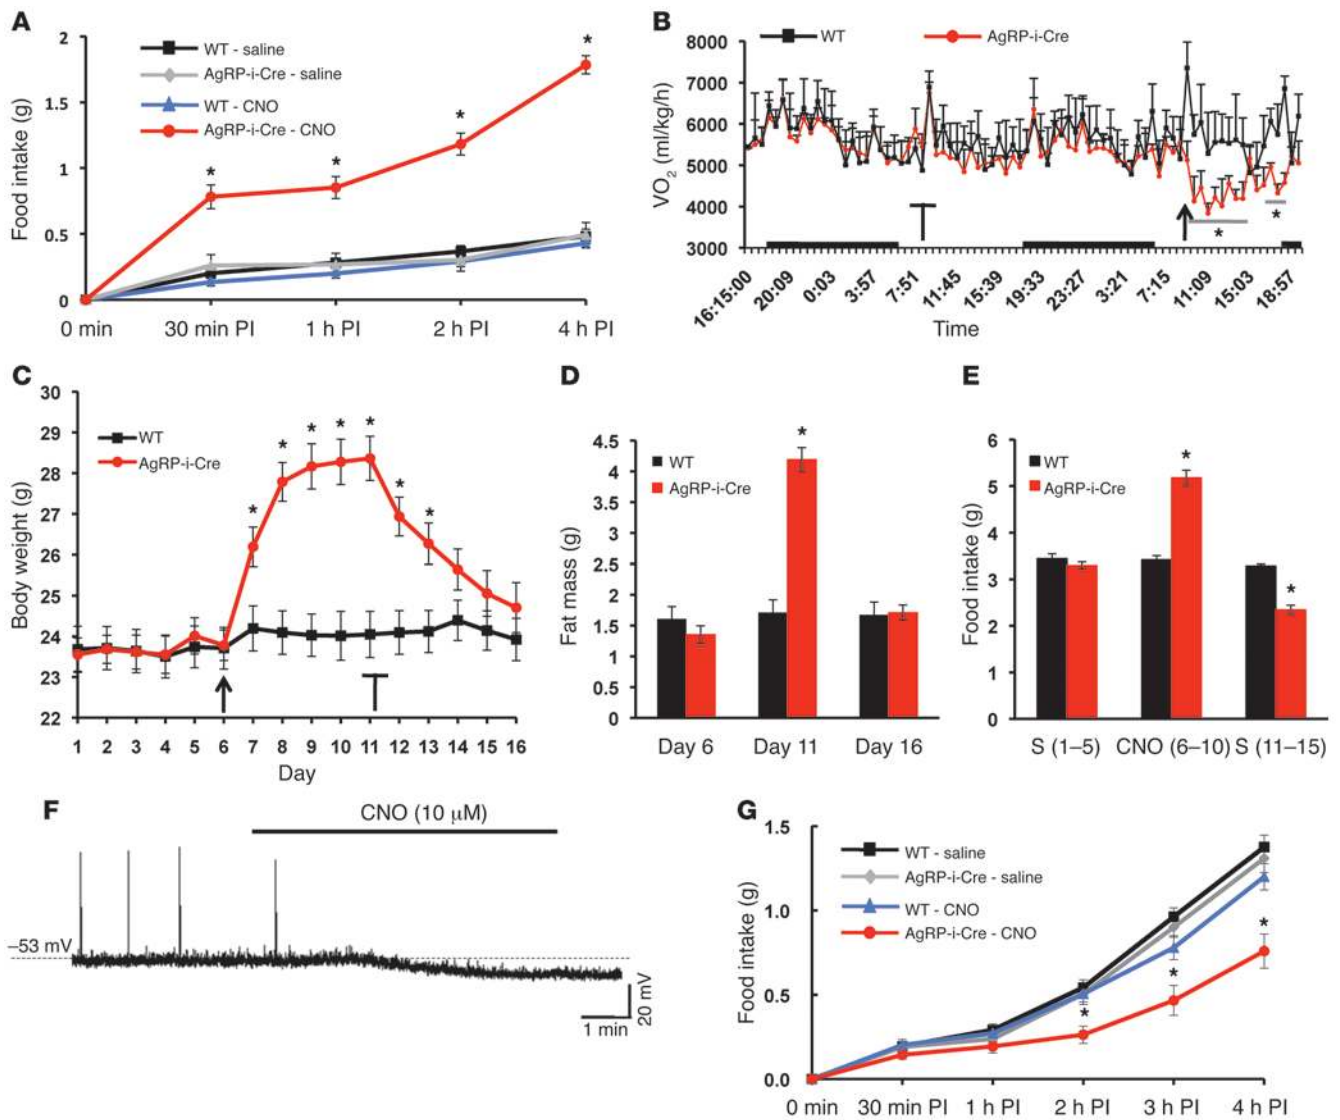 A
Food intake (g)
2
1.5
1
0.5
0
WT - saline
AgRP-i-Cre - saline
WT - CNO
AgRP-i-Cre - CNO
*
*
*
*
0 min 30 min PI 1 h PI 2 h PI 4 h PI
B
VO2 (ml/kg/h)
8000
7000
6000
5000
4000
3000
WT AgRP-i-Cre
*
*
16:15:00 20:09 0:03 3:57 7:51 11:45 15:39 19:33 23:27 3:21 7:15 11:09 15:03 18:57
Time
C
Body weight (g)
30
29
28
27
26
25
24
23
22
WT
AgRP-i-Cre
* * * * * * *
1 2 3 4 5 6 7 8 9 10 11 12 13 14 15 16
Day
D
Fat mass (g)
4.5
4
3.5
3
2.5
2
1.5
1
0.5
0
WT
AgRP-i-Cre
*
Day 6 Day 11 Day 16
E
Food intake (g)
6
5
4
3
2
1
0
WT
AgRP-i-Cre
*
*
S (1–5) CNO (6–10) S (11–15)
F
CNO (10 μM)
–53 mV
20 mV
1 min
G
Food intake (g)
1.5
1.0
0.5
0.0
WT - saline
AgRP-i-Cre - saline
WT - CNO
AgRP-i-Cre - CNO
*
*
*
0 min 30 min PI 1 h PI 2 h PI 3 h PI 4 h PI